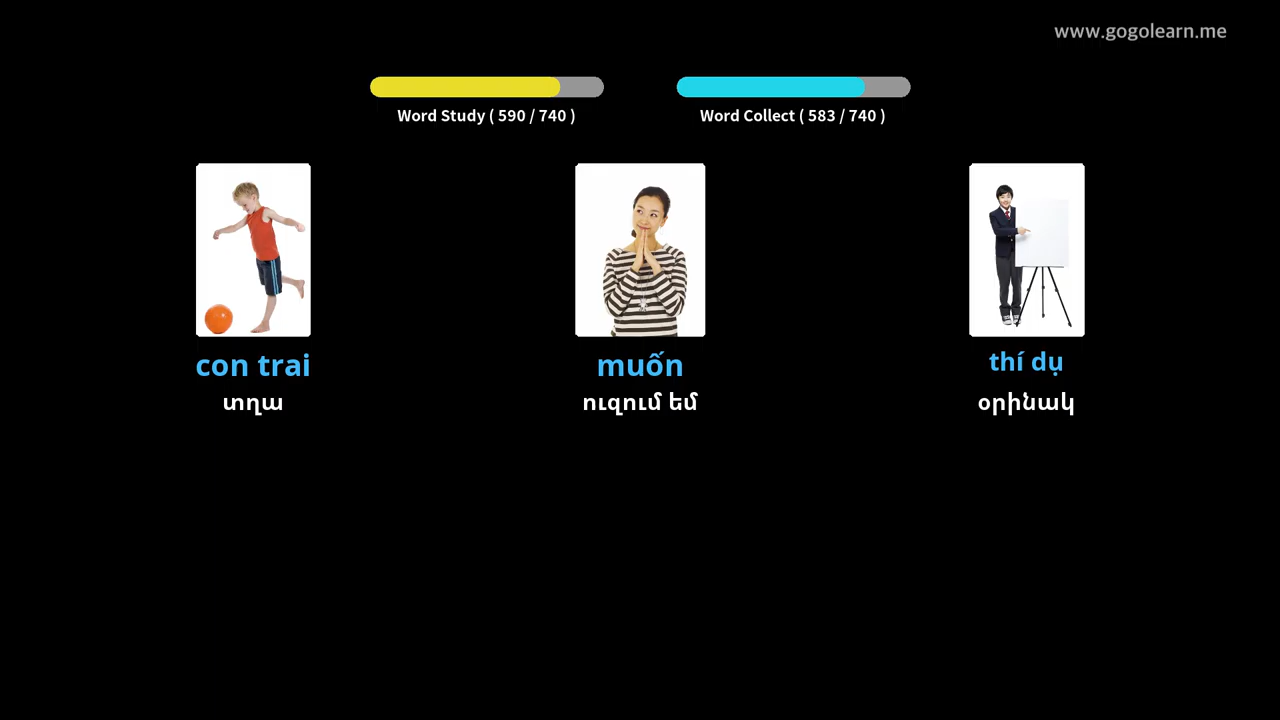 www.gogolearn.me
Word Study ( 590 / 740 )
Word Collect ( 583 / 740 )
con trai
muốn
thí dụ
տղա
ուզում եմ
օրինակ